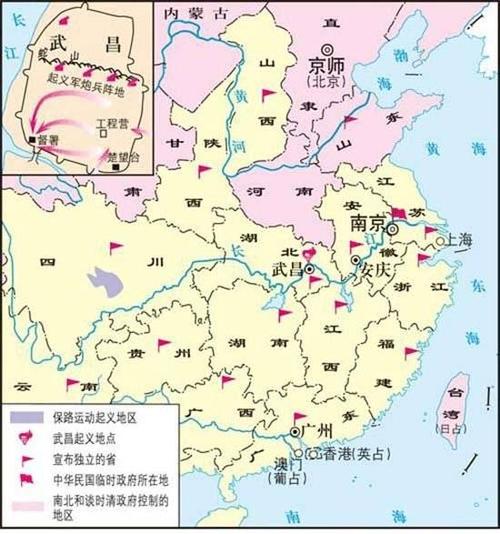 长
江
武昌
蛇山
起义军炮兵阵地
工程营
督署
楚望台
内蒙古
直
隶
京师
(北京)
渤
海
山
西
黄
河
山
东
黄
海
甘
肃
陕
西
河南
江
苏
安
徽
南京
上海
四川
湖北
长
江
武昌
安庆
浙江
东
海
贵州
湖南
江
西
福
建
云南
广西
广东
台
湾
(日占)
广州
香港(英占)
澳门
(葡占)
南海
保路运动起义地区
武昌起义地点
宣布独立的省
中华民国临时政府所在地
南北和谈时清政府控制的
地区